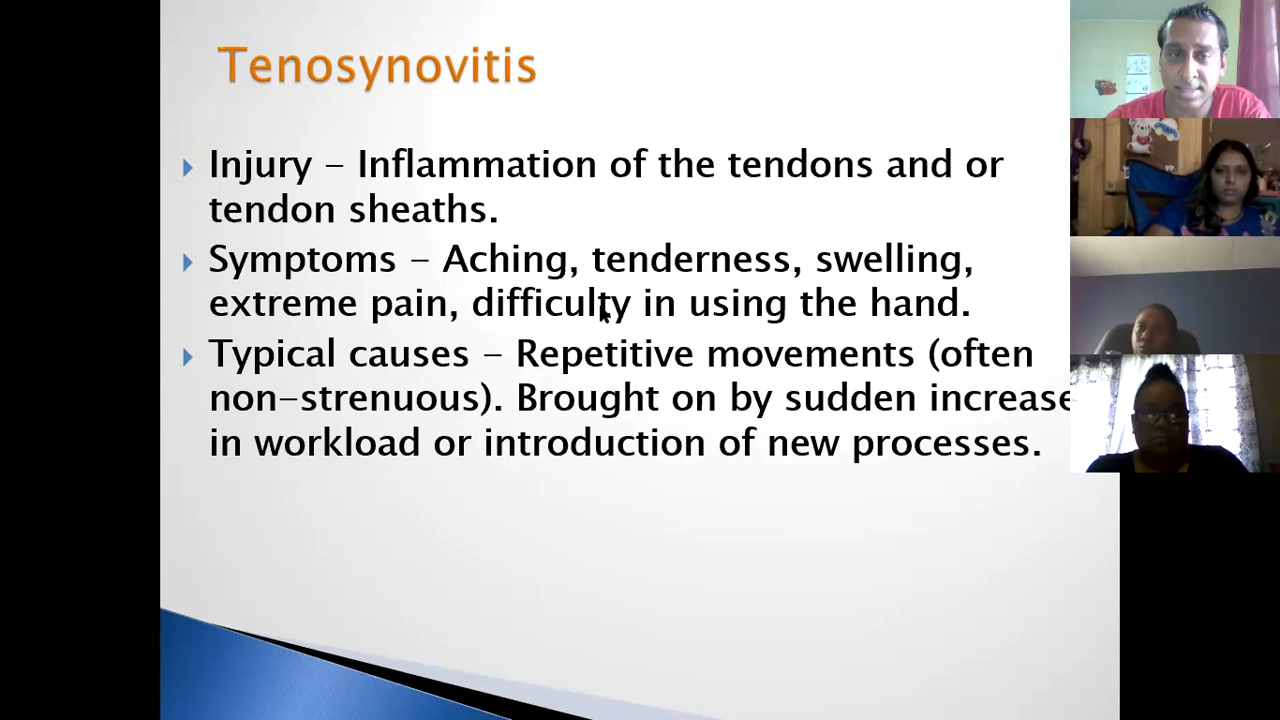 Tenosynovitis
Injury – Inflammation of the tendons and or
tendon sheaths.
Symptoms – Aching, tenderness, swelling,
extreme pain, difficulty in using the hand.
Typical causes – Repetitive movements (often
non-strenuous). Brought on by sudden increase
in workload or introduction of new processes.